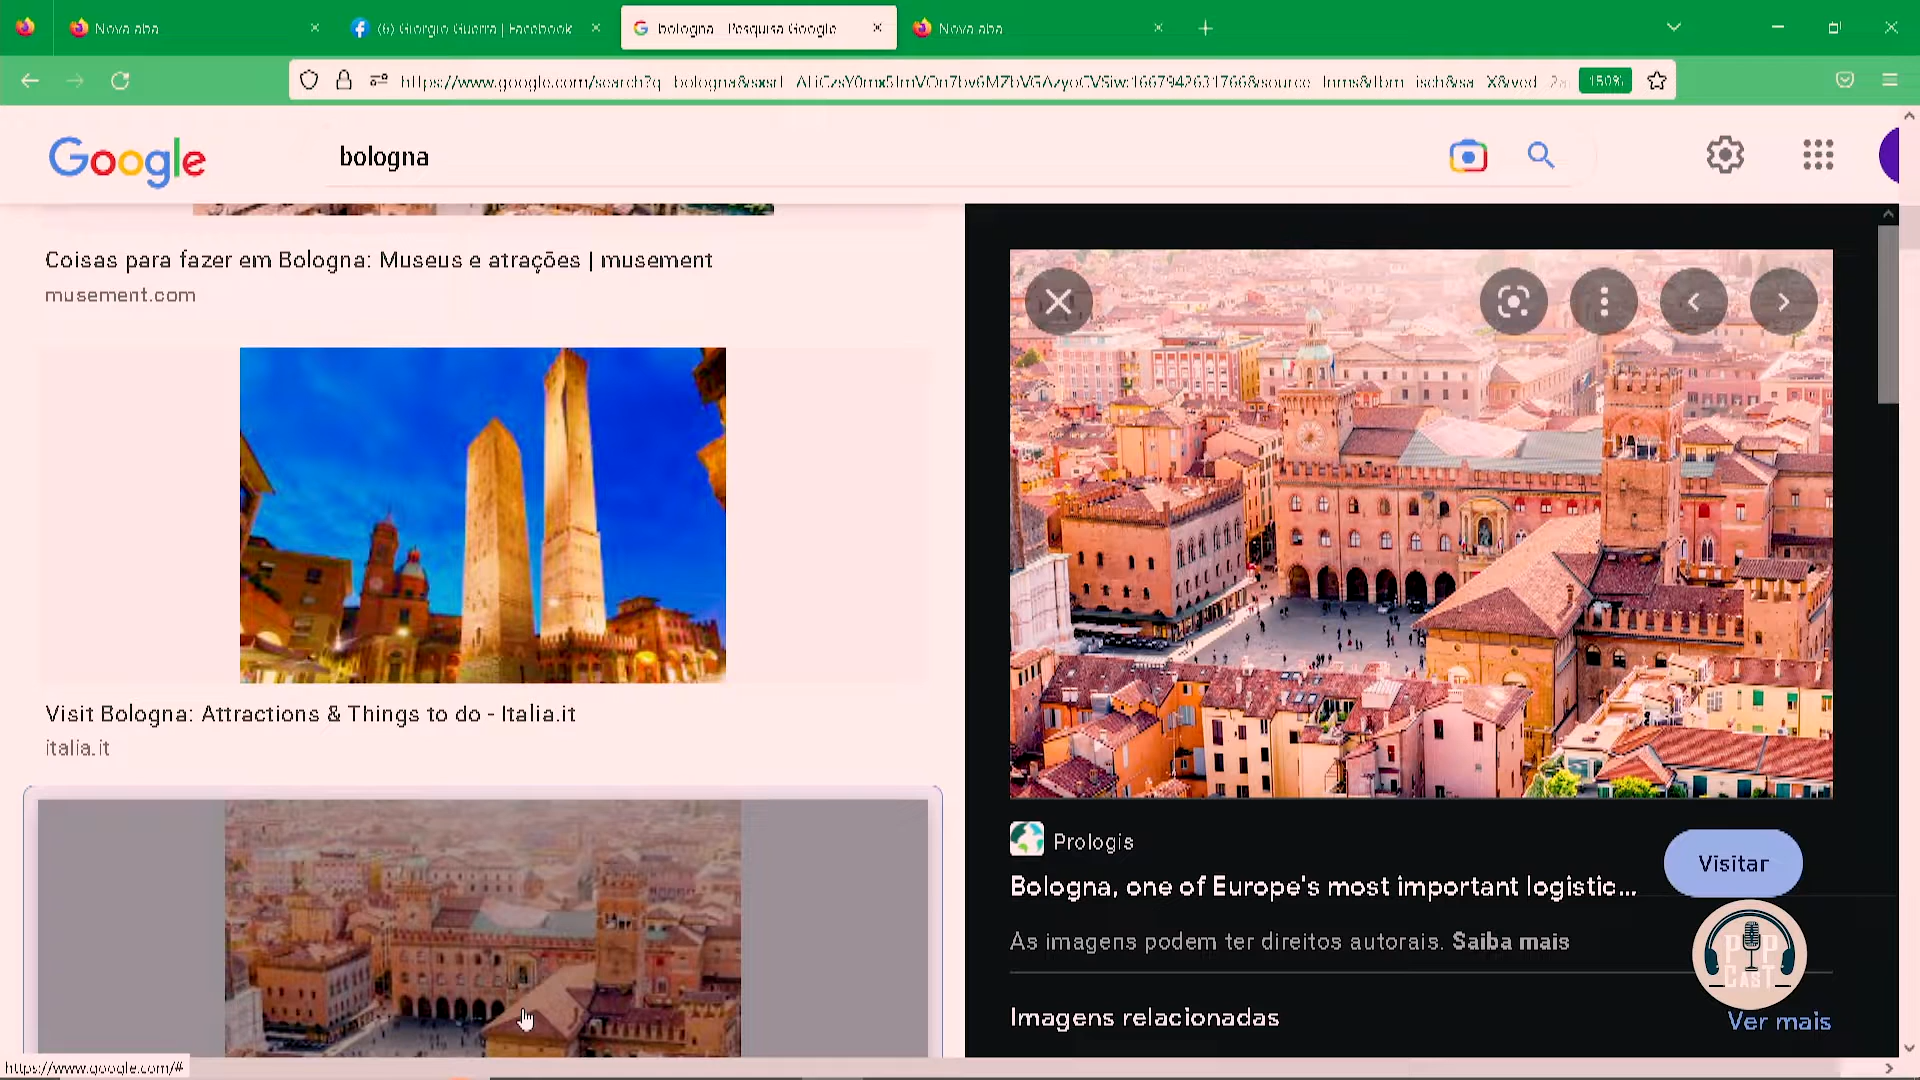 Nova aba
(6) Giorgio Guerra | Facebook
bologna - Pesquisa Google
Nova aba
150%
Google
bologna
Coisas para fazer em Bologna: Museus e atrações | musement
musement.com
Visit Bologna: Attractions & Things to do - Italia.it
italia.it
Prologis
Visitar
Bologna, one of Europe's most important logistic...
As imagens podem ter direitos autorais. Saiba mais
POP
CAST
Imagens relacionadas
Ver mais
https://www.google.com/#